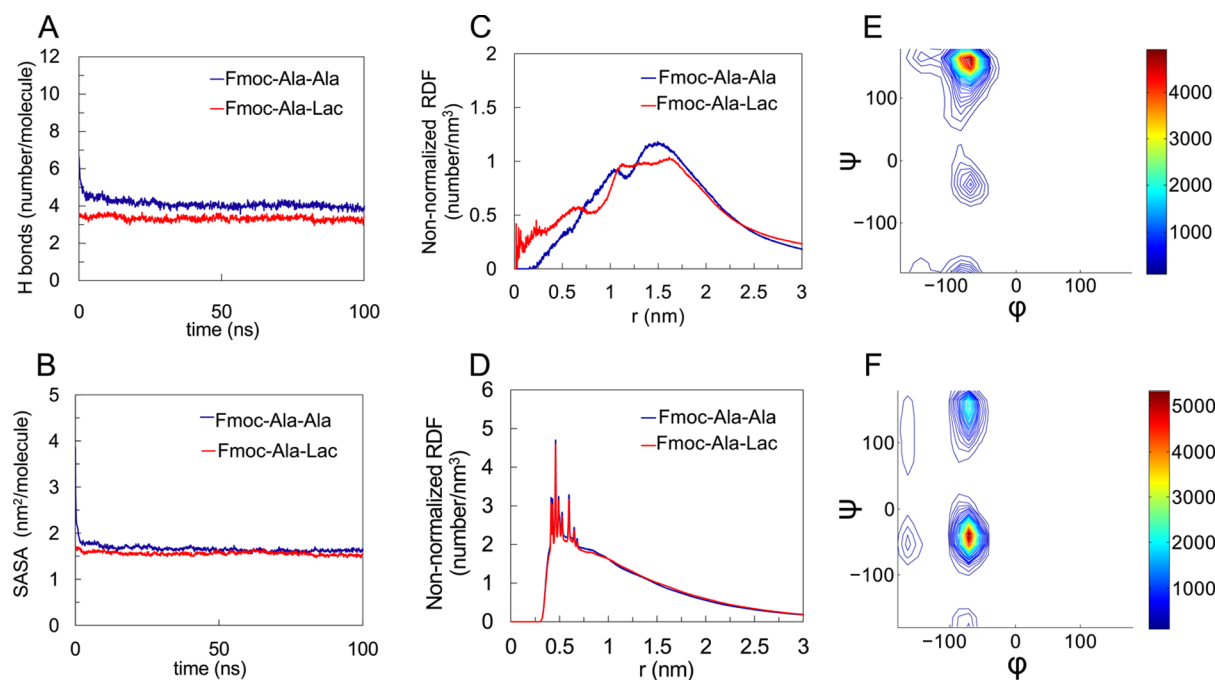 A
H bonds (number/molecule)
12
10
8
6
4
2
0
Fmoc-Ala-Ala
Fmoc-Ala-Lac
0
50
100
time (ns)
B
SASA (nm²/molecule)
5
4
3
2
1
0
Fmoc-Ala-Ala
Fmoc-Ala-Lac
0
50
100
time (ns)
C
Non-normalized RDF
(number/nm³)
2
1.5
1
0.5
0
Fmoc-Ala-Ala
Fmoc-Ala-Lac
0
0.5
1
1.5
2
2.5
3
r (nm)
D
Non-normalized RDF
(number/nm³)
6
5
4
3
2
1
0
Fmoc-Ala-Ala
Fmoc-Ala-Lac
0
0.5
1
1.5
2
2.5
3
r (nm)
E
ψ
100
0
−100
−100
0
100
φ
4000
3000
2000
1000
F
ψ
100
0
−100
−100
0
100
φ
5000
4000
3000
2000
1000